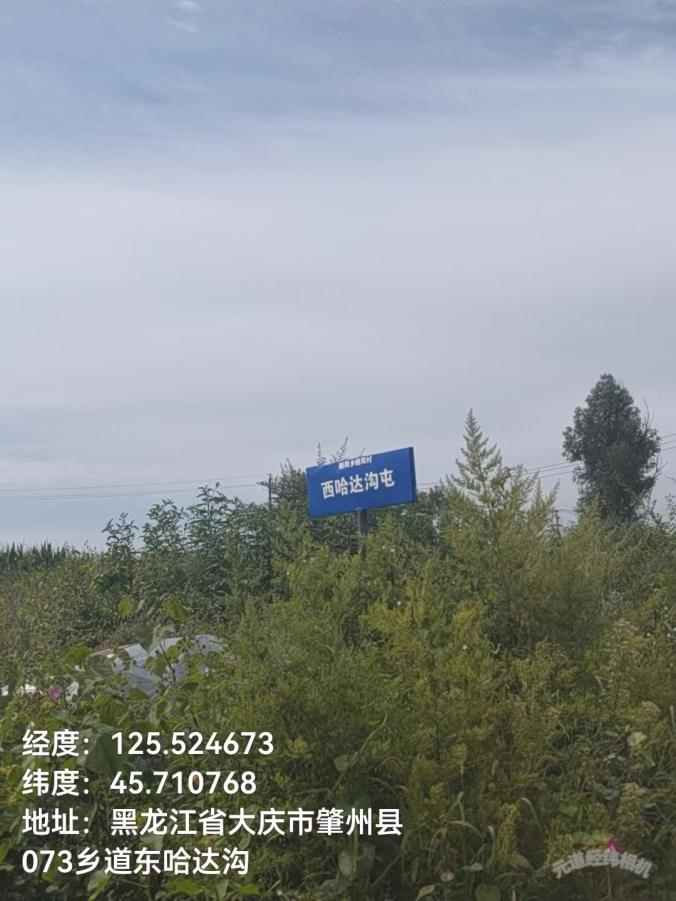 西哈达沟屯
经度：125.524673
纬度：45.710768
地址：黑龙江省大庆市肇州县
073乡道东哈达沟
元道经纬相机